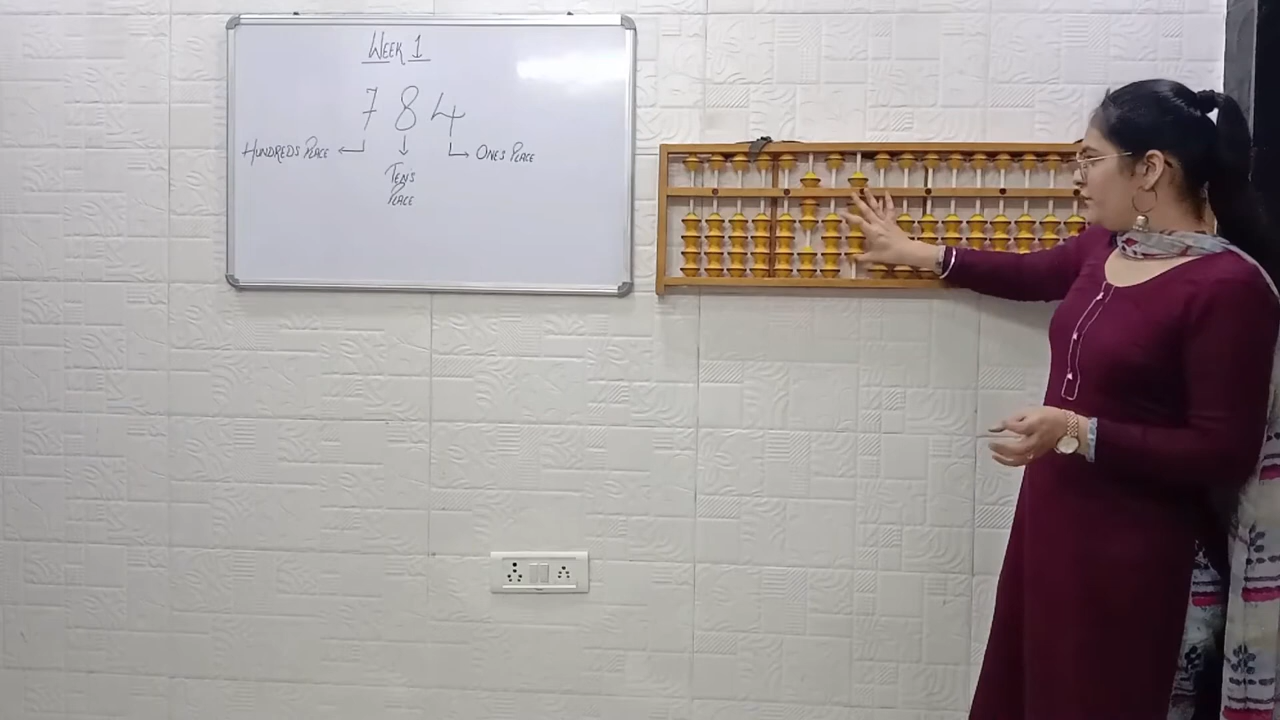 WEEK 1
7 8 4
HUNDREDS PLACE
TENS
PLACE
ONES PLACE